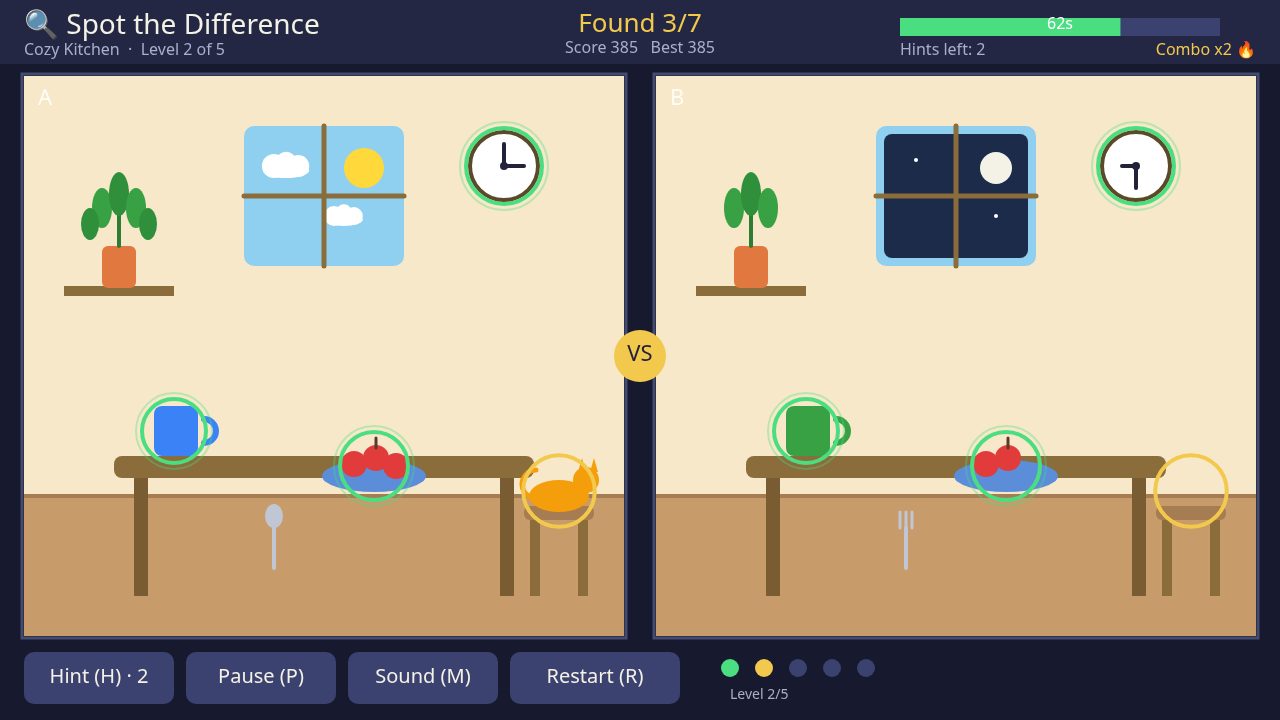 🔍 Spot the Difference
Cozy Kitchen · Level 2 of 5
Found 3/7
Score 385 Best 385
62s
Hints left: 2
Combo x2 🔥
A
B
VS
Hint (H) · 2
Pause (P)
Sound (M)
Restart (R)
Level 2/5